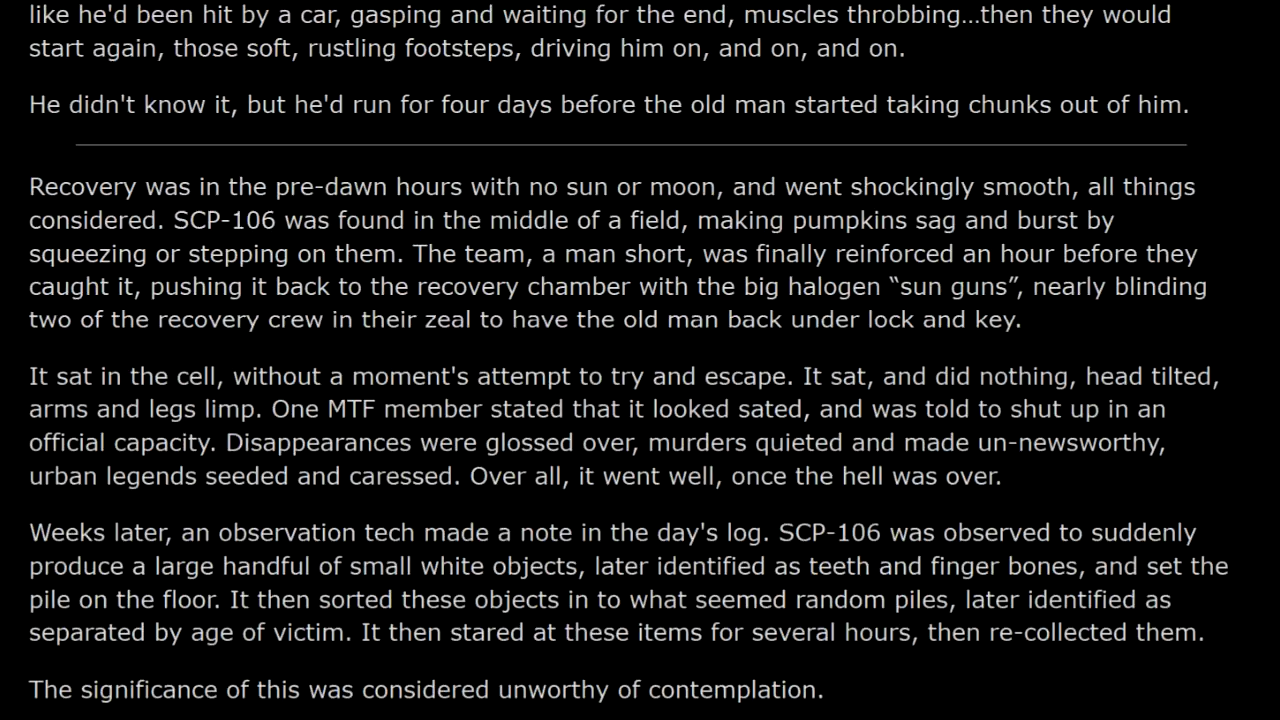 like he'd been hit by a car, gasping and waiting for the end, muscles throbbing…then they would
start again, those soft, rustling footsteps, driving him on, and on, and on.
He didn't know it, but he'd run for four days before the old man started taking chunks out of him.
Recovery was in the pre-dawn hours with no sun or moon, and went shockingly smooth, all things
considered. SCP-106 was found in the middle of a field, making pumpkins sag and burst by
squeezing or stepping on them. The team, a man short, was finally reinforced an hour before they
caught it, pushing it back to the recovery chamber with the big halogen “sun guns”, nearly blinding
two of the recovery crew in their zeal to have the old man back under lock and key.
It sat in the cell, without a moment's attempt to try and escape. It sat, and did nothing, head tilted,
arms and legs limp. One MTF member stated that it looked sated, and was told to shut up in an
official capacity. Disappearances were glossed over, murders quieted and made un-newsworthy,
urban legends seeded and caressed. Over all, it went well, once the hell was over.
Weeks later, an observation tech made a note in the day's log. SCP-106 was observed to suddenly
produce a large handful of small white objects, later identified as teeth and finger bones, and set the
pile on the floor. It then sorted these objects in to what seemed random piles, later identified as
separated by age of victim. It then stared at these items for several hours, then re-collected them.
The significance of this was considered unworthy of contemplation.